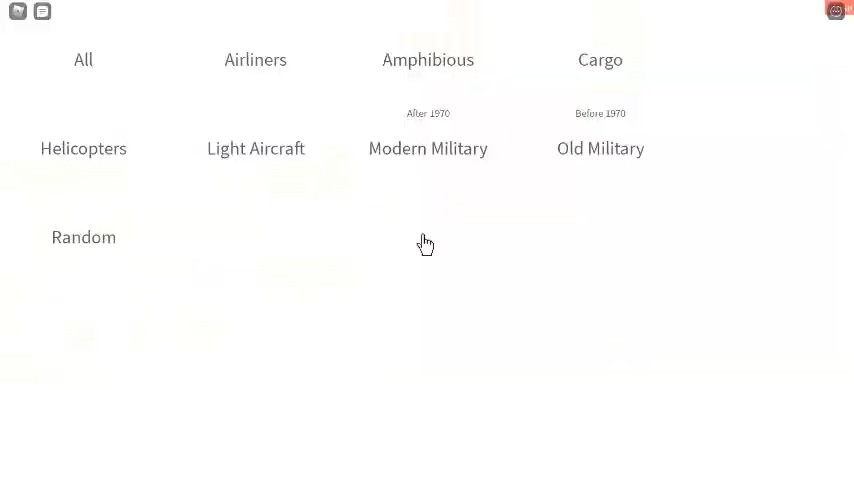 All
Airliners
Amphibious
Cargo
After 1970
Before 1970
Helicopters
Light Aircraft
Modern Military
Old Military
Random